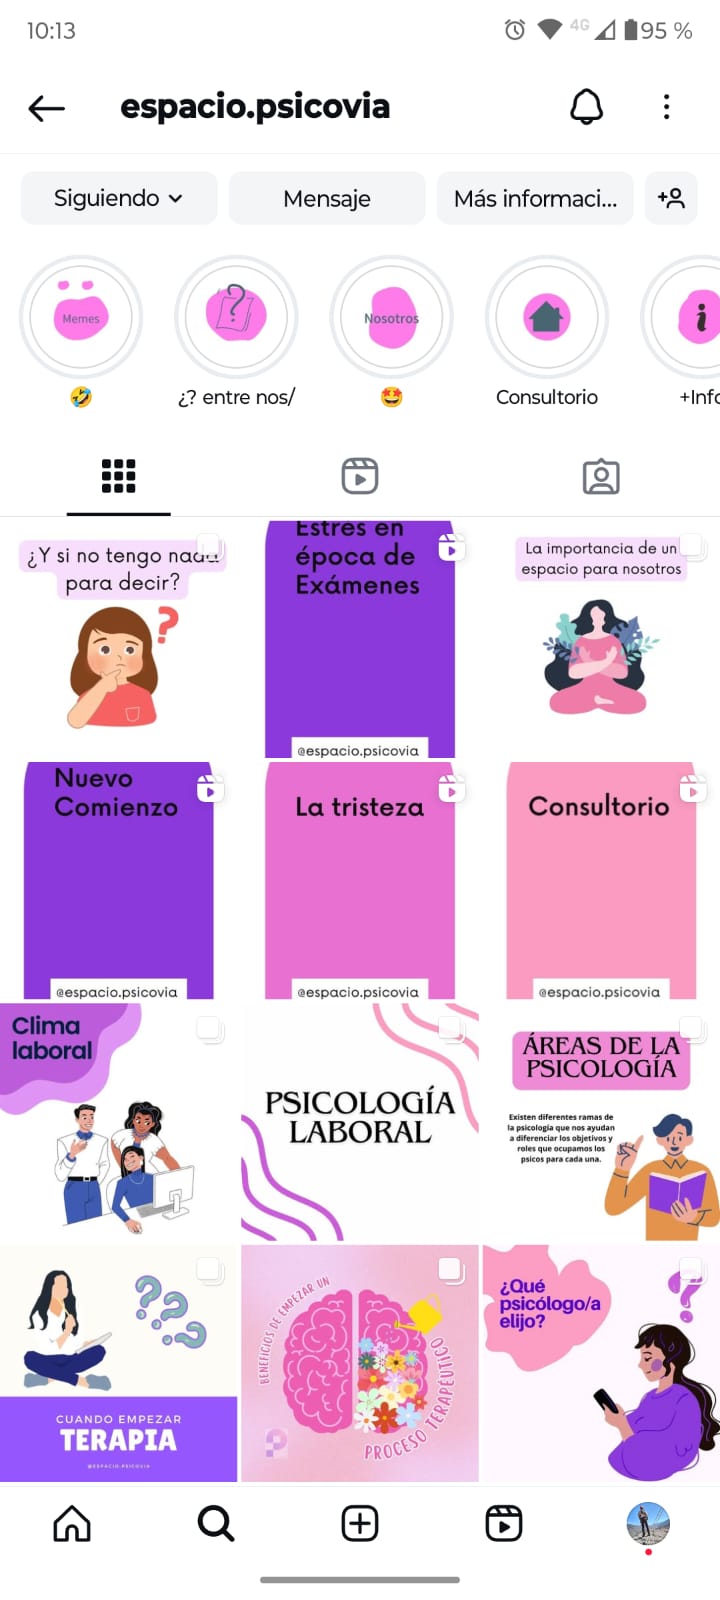 10:13
4G
95 %
espacio.psicovia
Siguiendo
Mensaje
Más informaci...
Memes
?
Nosotros
i
🤣
¿? entre nos/
🤩
Consultorio
+Info
¿Y si no tengo nada
para decir?
?
Estres en
época de
Exámenes
@espacio.psicovia
La importancia de un
espacio para nosotros
Nuevo
Comienzo
@espacio.psicovia
La tristeza
@espacio.psicovia
Consultorio
@espacio.psicovia
Clima
laboral
PSICOLOGÍA
LABORAL
ÁREAS DE LA
PSICOLOGÍA
Existen diferentes ramas de
la psicología que nos ayudan
a diferenciar los objetivos y
roles que ocupamos los
psicos para cada una.
???
CUANDO EMPEZAR
TERAPIA
@ESPACIO.PSICOVIA
BENEFICIOS DE EMPEZAR UN
PROCESO TERAPÉUTICO
¿Qué
psicólogo/a
elijo?
?